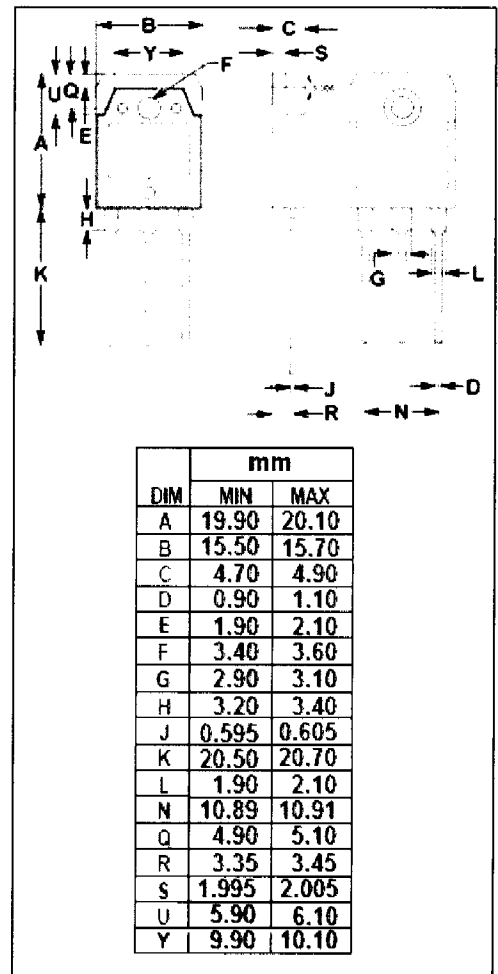 B
C
Y
F
S
U Q
E
A
H
K
G
L
J
D
R
N
mm
DIM MIN MAX
A 19.90 20.10
B 15.50 15.70
C 4.70 4.90
D 0.90 1.10
E 1.90 2.10
F 3.40 3.60
G 2.90 3.10
H 3.20 3.40
J 0.595 0.605
K 20.50 20.70
L 1.90 2.10
N 10.89 10.91
Q 4.90 5.10
R 3.35 3.45
S 1.995 2.005
U 5.90 6.10
Y 9.90 10.10